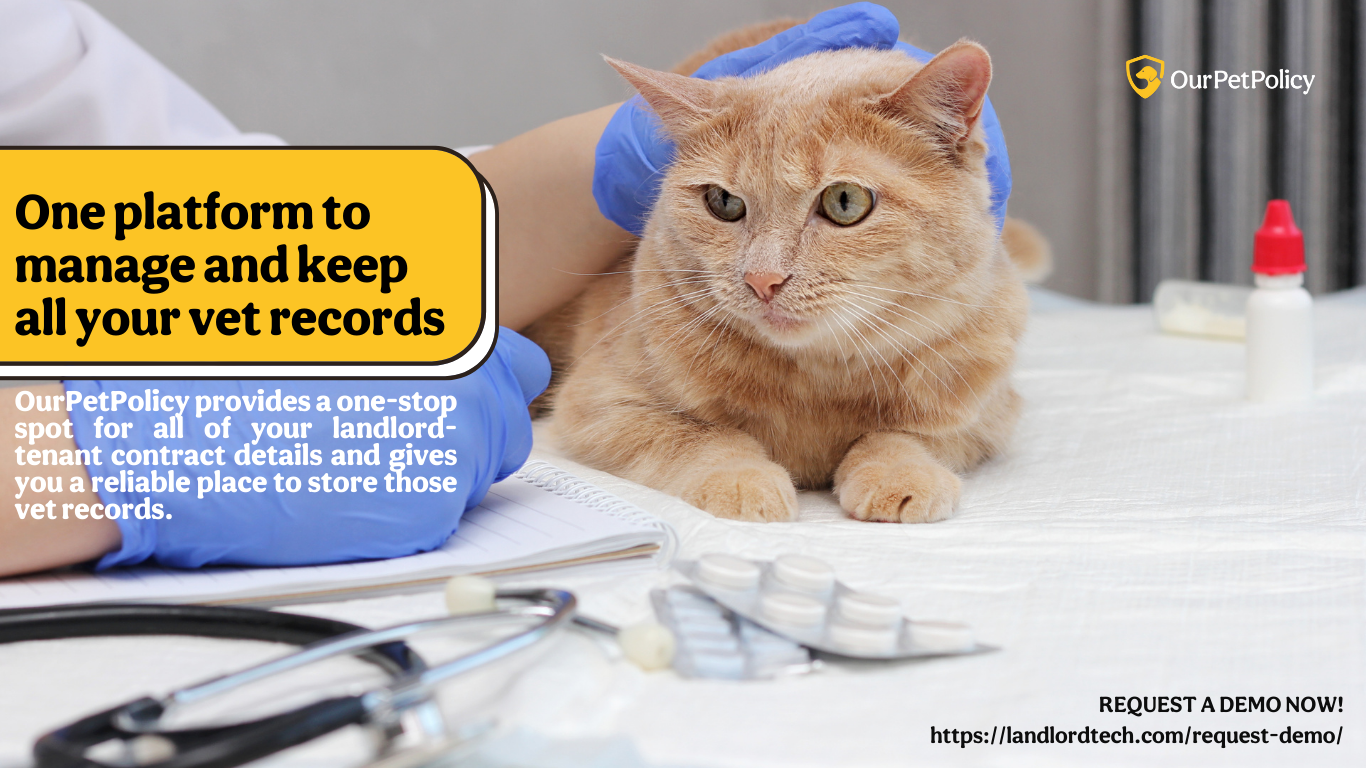 OurPetPolicy
One platform to
manage and keep
all your vet records
OurPetPolicy provides a one-stop
spot for all of your landlord-
tenant contract details and gives
you a reliable place to store those
vet records.
REQUEST A DEMO NOW!
https://landlordtech.com/request-demo/